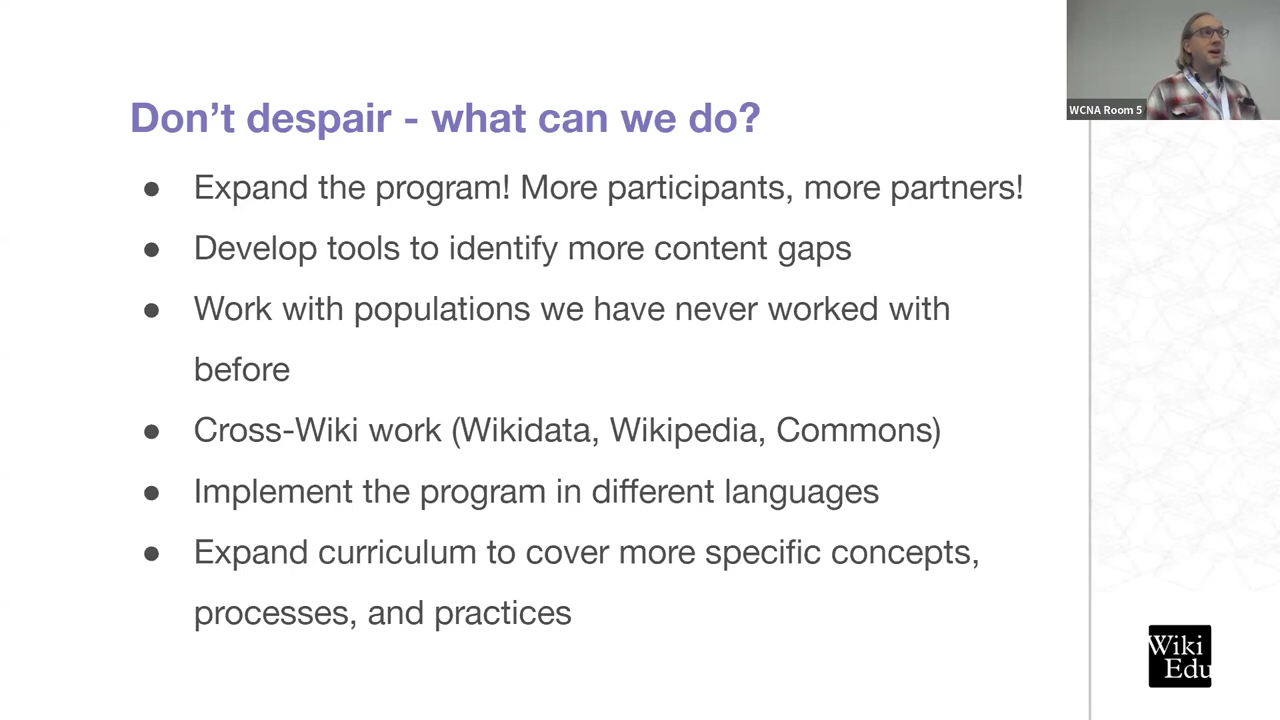 WCNA Room 5
Don't despair - what can we do?
● Expand the program! More participants, more partners!
● Develop tools to identify more content gaps
● Work with populations we have never worked with
before
● Cross-Wiki work (Wikidata, Wikipedia, Commons)
● Implement the program in different languages
● Expand curriculum to cover more specific concepts,
processes, and practices
Wiki
Edu